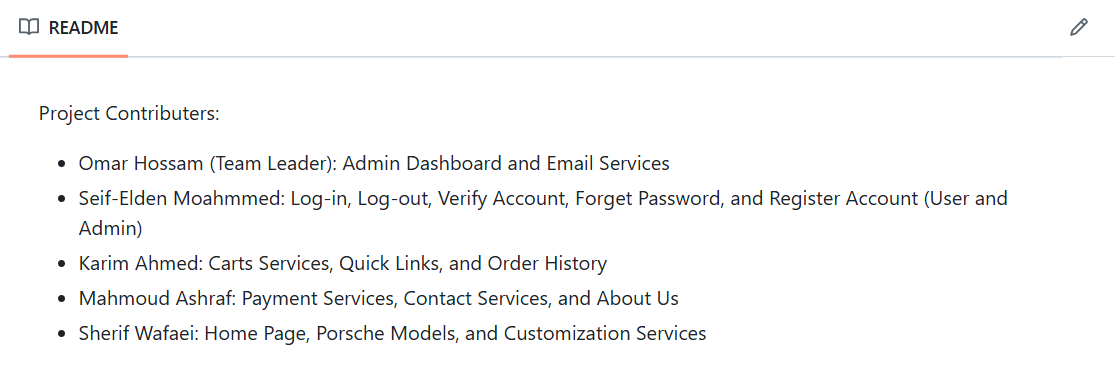 README
Project Contributers:
• Omar Hossam (Team Leader): Admin Dashboard and Email Services
• Seif-Elden Moahmmed: Log-in, Log-out, Verify Account, Forget Password, and Register Account (User and
Admin)
• Karim Ahmed: Carts Services, Quick Links, and Order History
• Mahmoud Ashraf: Payment Services, Contact Services, and About Us
• Sherif Wafaei: Home Page, Porsche Models, and Customization Services